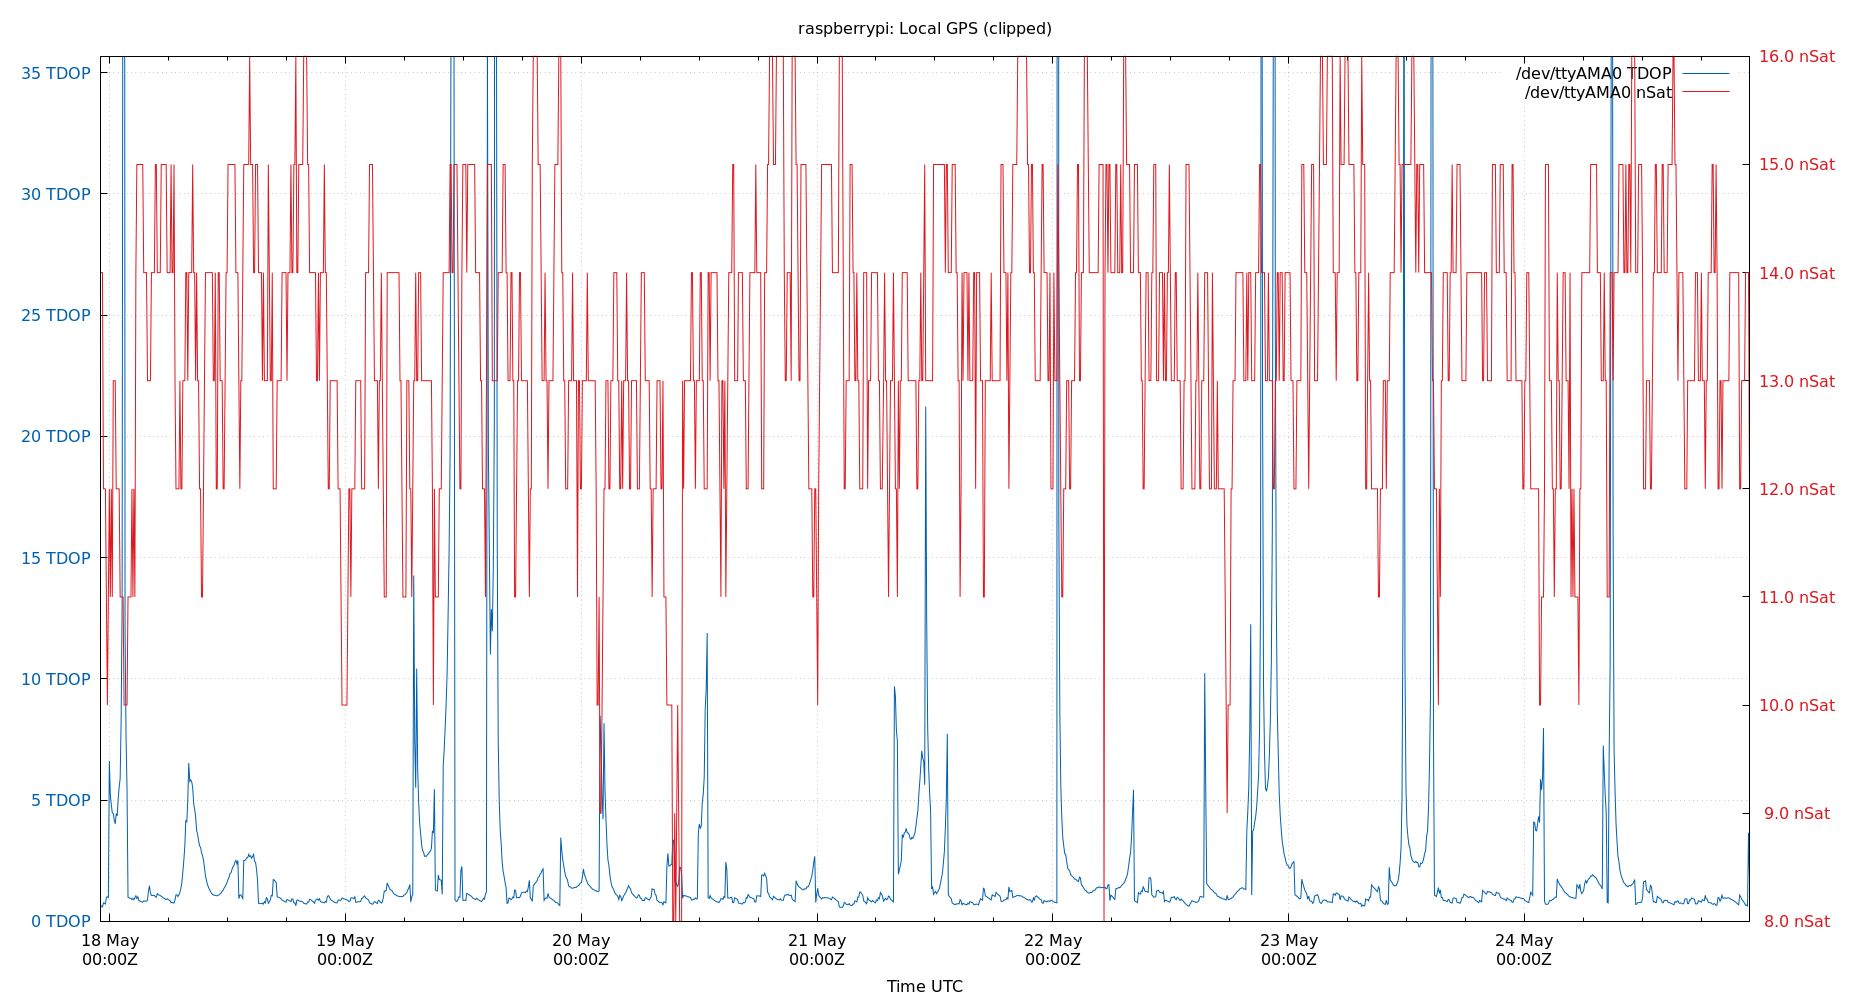 raspberrypi: Local GPS (clipped)
/dev/ttyAMA0 TDOP
/dev/ttyAMA0 nSat
35 TDOP
30 TDOP
25 TDOP
20 TDOP
15 TDOP
10 TDOP
5 TDOP
0 TDOP
16.0 nSat
15.0 nSat
14.0 nSat
13.0 nSat
12.0 nSat
11.0 nSat
10.0 nSat
9.0 nSat
8.0 nSat
18 May 19 May 20 May 21 May 22 May 23 May 24 May
00:00Z 00:00Z 00:00Z 00:00Z 00:00Z 00:00Z 00:00Z
Time UTC